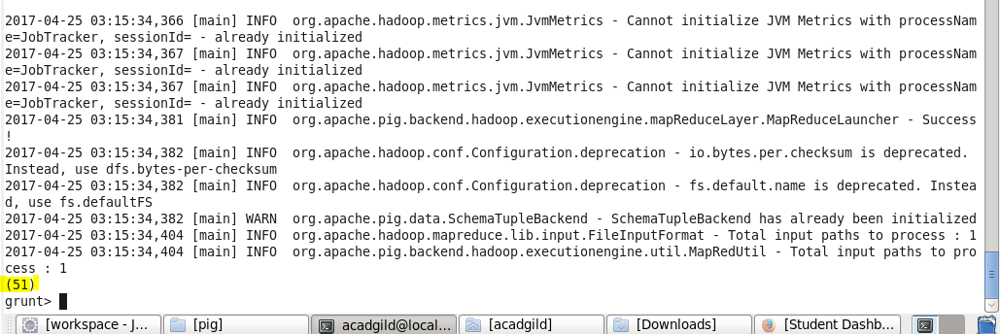 2017-04-25 03:15:34,366 [main] INFO  org.apache.hadoop.metrics.jvm.JvmMetrics - Cannot initialize JVM Metrics with processNam
e=JobTracker, sessionId= - already initialized
2017-04-25 03:15:34,367 [main] INFO  org.apache.hadoop.metrics.jvm.JvmMetrics - Cannot initialize JVM Metrics with processNam
e=JobTracker, sessionId= - already initialized
2017-04-25 03:15:34,367 [main] INFO  org.apache.hadoop.metrics.jvm.JvmMetrics - Cannot initialize JVM Metrics with processNam
e=JobTracker, sessionId= - already initialized
2017-04-25 03:15:34,381 [main] INFO  org.apache.pig.backend.hadoop.executionengine.mapReduceLayer.MapReduceLauncher - Success
!
2017-04-25 03:15:34,382 [main] INFO  org.apache.hadoop.conf.Configuration.deprecation - io.bytes.per.checksum is deprecated.
Instead, use dfs.bytes-per-checksum
2017-04-25 03:15:34,382 [main] INFO  org.apache.hadoop.conf.Configuration.deprecation - fs.default.name is deprecated. Instea
d, use fs.defaultFS
2017-04-25 03:15:34,382 [main] WARN  org.apache.pig.data.SchemaTupleBackend - SchemaTupleBackend has already been initialized
2017-04-25 03:15:34,404 [main] INFO  org.apache.hadoop.mapreduce.lib.input.FileInputFormat - Total input paths to process : 1
2017-04-25 03:15:34,404 [main] INFO  org.apache.pig.backend.hadoop.executionengine.util.MapRedUtil - Total input paths to pro
cess : 1
(51)
grunt>
[workspace - J... [pig] acadgild@local... [acadgild] [Downloads] [Student Dashb...